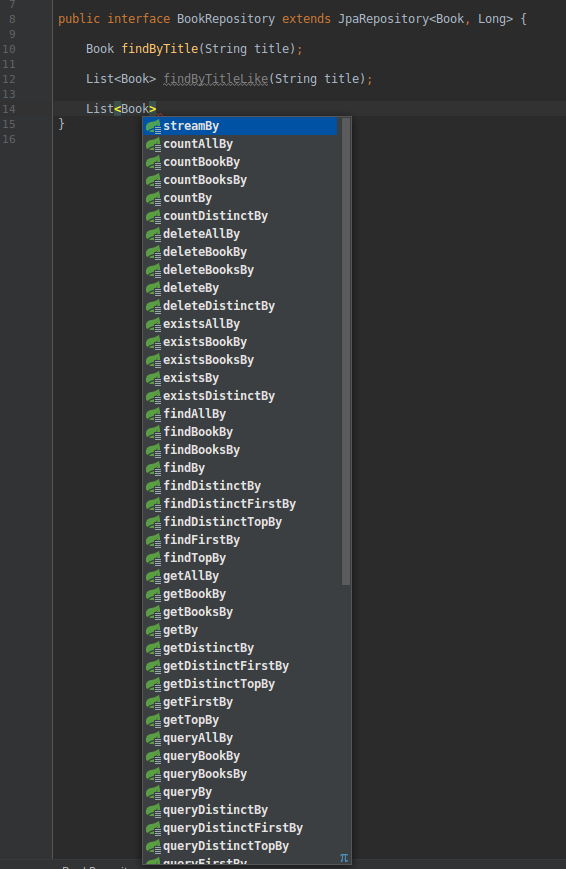 7
8 public interface BookRepository extends JpaRepository<Book, Long> {
9
10 Book findByTitle(String title);
11
12 List<Book> findByTitleLike(String title);
13
14 List<Book>
15 }
16
streamBy
countAllBy
countBookBy
countBooksBy
countBy
countDistinctBy
deleteAllBy
deleteBookBy
deleteBooksBy
deleteBy
deleteDistinctBy
existsAllBy
existsBookBy
existsBooksBy
existsBy
existsDistinctBy
findAllBy
findBookBy
findBooksBy
findBy
findDistinctBy
findDistinctFirstBy
findDistinctTopBy
findFirstBy
findTopBy
getAllBy
getBookBy
getBooksBy
getBy
getDistinctBy
getDistinctFirstBy
getDistinctTopBy
getFirstBy
getTopBy
queryAllBy
queryBookBy
queryBooksBy
queryBy
queryDistinctBy
queryDistinctFirstBy
queryDistinctTopBy
queryFirstBy
π